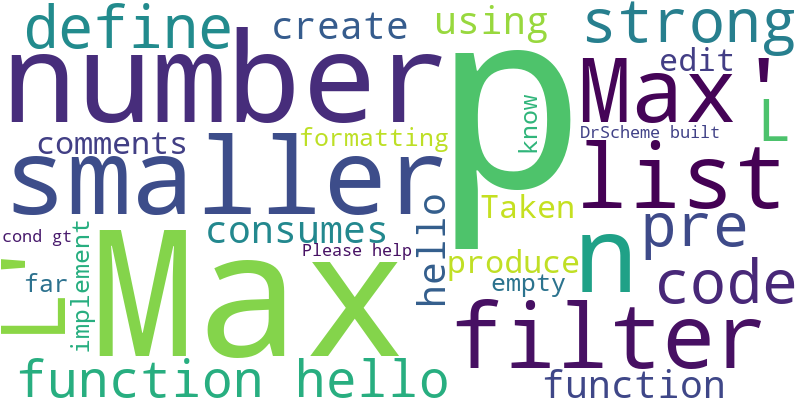 define
create
using
strong
number
p
Max'
edit
comments
formatting
know
DrScheme built
L
smaller
list
Taken
cond gt
L'
consumes
hello
pre
Please help
produce
n
far
implement
Max
empty
code
filter
function hello
function